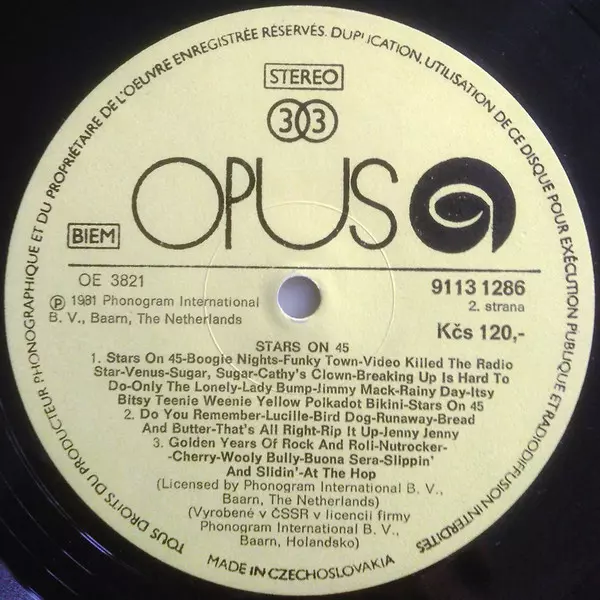 TOUS DROITS DU PRODUCTEUR PHONOGRAPHIQUE ET DU PROPRIÉTAIRE DE L'OEUVRE ENREGISTRÉE RÉSERVÉS. DUPLICATION, UTILISATION DE CE DISQUE POUR EXÉCUTION PUBLIQUE ET RADIODIFFUSION INTERDITES
STEREO
33
OPUS
BIEM
OE 3821
9113 1286
℗ 1981 Phonogram International
B. V., Baarn, The Netherlands
2. strana
Kčs 120,-
STARS ON 45
1. Stars On 45-Boogie Nights-Funky Town-Video Killed The Radio
Star-Venus-Sugar, Sugar-Cathy's Clown-Breaking Up Is Hard To
Do-Only The Lonely-Lady Bump-Jimmy Mack-Rainy Day-Itsy
Bitsy Teenie Weenie Yellow Polkadot Bikini-Stars On 45
2. Do You Remember-Lucille-Bird Dog-Runaway-Bread
And Butter-That's All Right-Rip It Up-Jenny Jenny
3. Golden Years Of Rock And Roll-Nutrocker-
-Cherry-Wooly Bully-Buona Sera-Slippin'
And Slidin'-At The Hop
(Licensed by Phonogram International B. V.,
Baarn, The Netherlands)
(Vyrobené v ČSSR v licencii firmy
Phonogram International B. V.,
Baarn, Holandsko)
MADE IN CZECHOSLOVAKIA